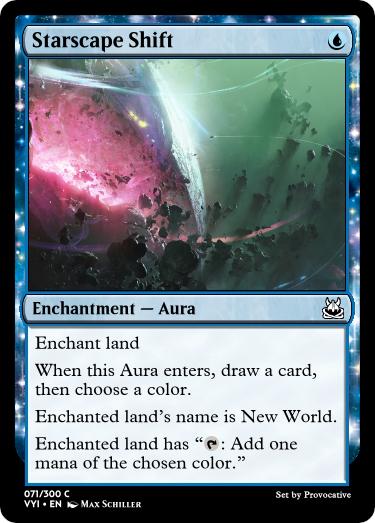 Starscape Shift
Enchantment — Aura
Enchant land
When this Aura enters, draw a card,
then choose a color.
Enchanted land's name is New World.
Enchanted land has “: Add one
mana of the chosen color.”
071/300 C
VYI • EN Max Schiller
Set by Provocative